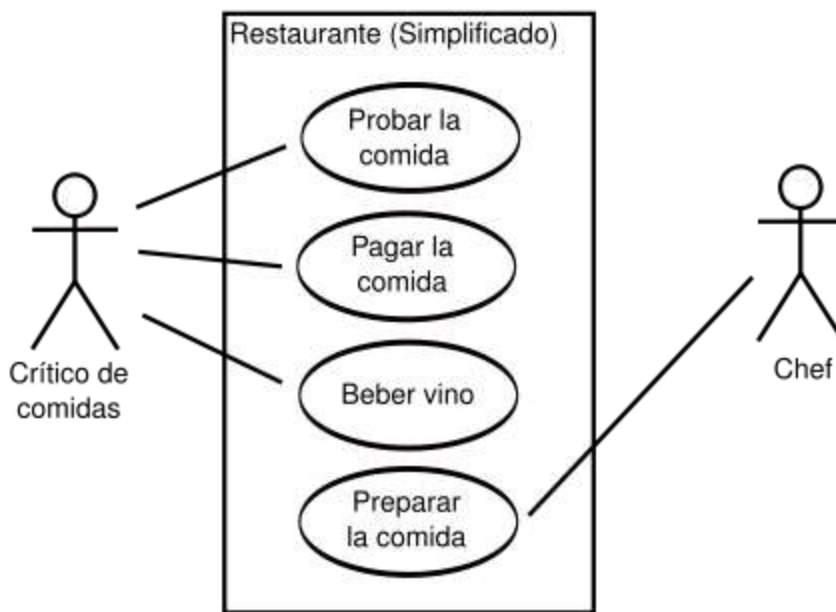 Restaurante (Simplificado)
Probar la
comida
Pagar la
comida
Beber vino
Preparar
la comida
Crítico de
comidas
Chef